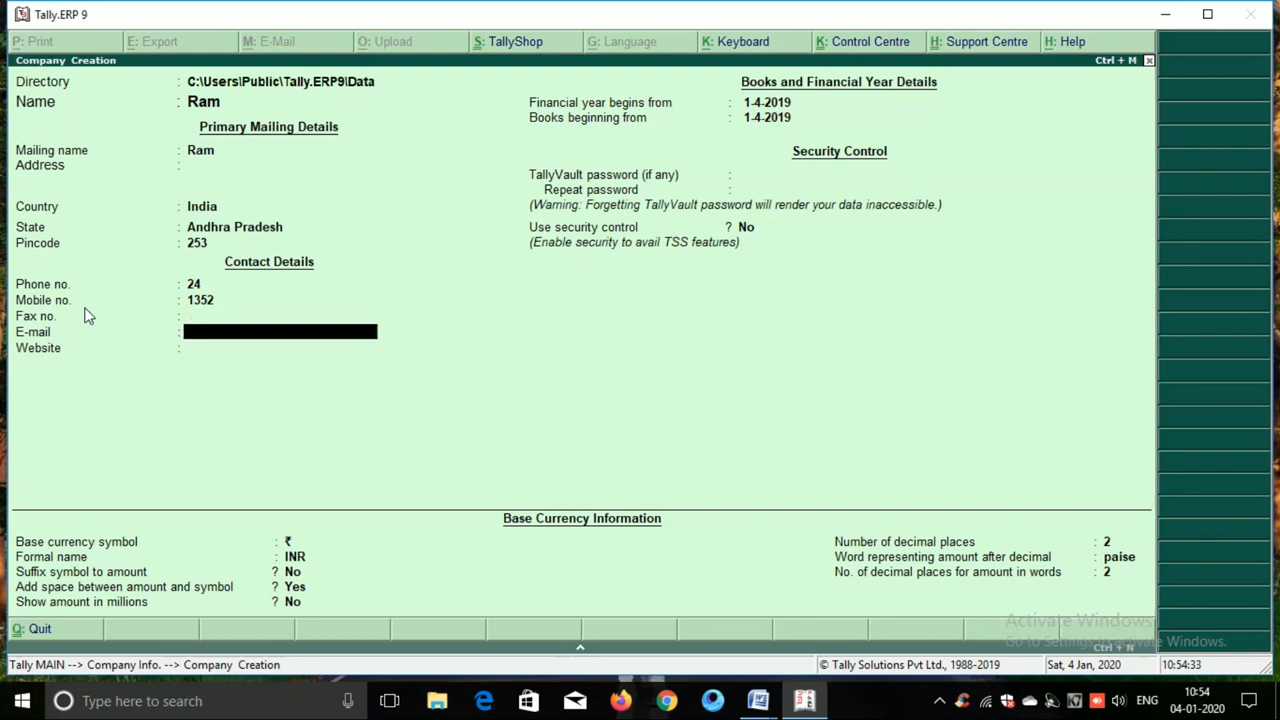 Tally.ERP 9
P: Print E: Export M: E-Mail O: Upload S: TallyShop G: Language K: Keyboard K: Control Centre H: Support Centre H: Help
Company Creation Ctrl + M
Directory : C:\Users\Public\Tally.ERP9\Data
Name : Ram
Primary Mailing Details
Mailing name : Ram
Address :
Country : India
State : Andhra Pradesh
Pincode : 253
Contact Details
Phone no. : 24
Mobile no. : 1352
Fax no. :
E-mail :
Website :
Books and Financial Year Details
Financial year begins from : 1-4-2019
Books beginning from : 1-4-2019
Security Control
TallyVault password (if any) :
Repeat password :
(Warning: Forgetting TallyVault password will render your data inaccessible.)
Use security control ? No
(Enable security to avail TSS features)
Base Currency Information
Base currency symbol : ₹
Formal name : INR
Suffix symbol to amount ? No
Add space between amount and symbol ? Yes
Show amount in millions ? No
Number of decimal places : 2
Word representing amount after decimal : paise
No. of decimal places for amount in words : 2
Activate Windows
Go to Settings to activate Windows.
Q: Quit
Ctrl + N
Tally MAIN --> Company Info. --> Company Creation © Tally Solutions Pvt Ltd., 1988-2019 Sat, 4 Jan, 2020 10:54:33
Type here to search ENG 10:54
04-01-2020